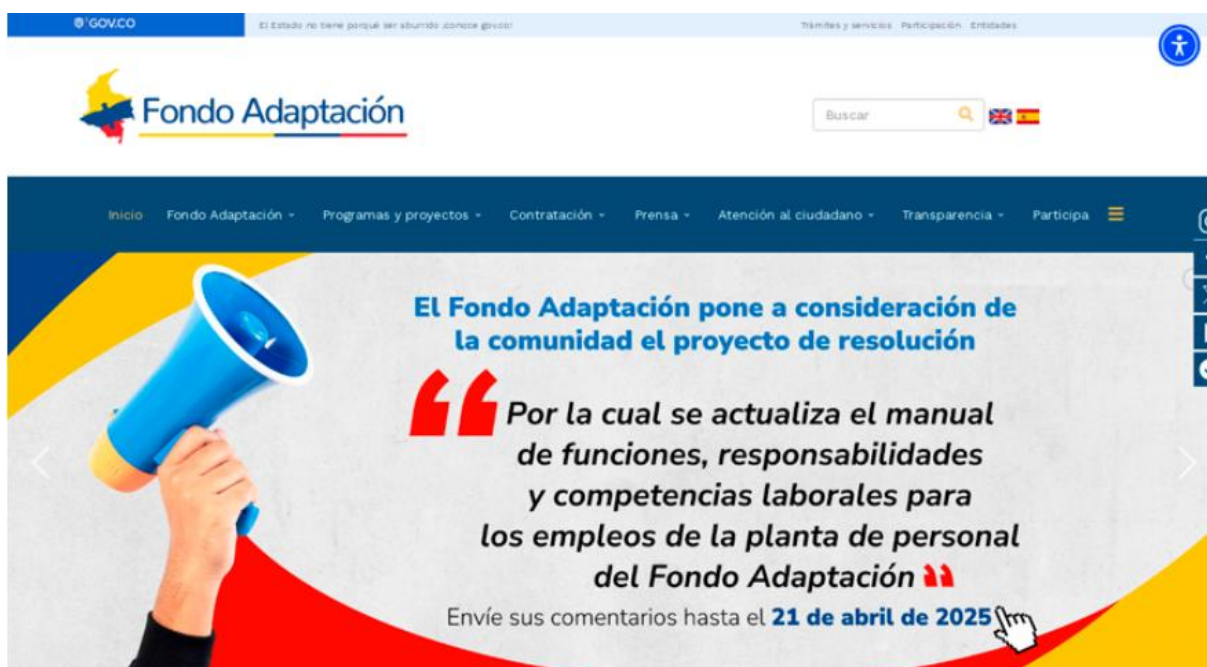 GOV.CO
El Estado no tiene porqué ser aburrido ¡conoce gov.co!
Trámites y servicios Participación Entidades
Fondo Adaptación
Buscar
Inicio Fondo Adaptación Programas y proyectos Contratación Prensa Atención al ciudadano Transparencia Participa
El Fondo Adaptación pone a consideración de
la comunidad el proyecto de resolución
“Por la cual se actualiza el manual
de funciones, responsabilidades
y competencias laborales para
los empleos de la planta de personal
del Fondo Adaptación”
Envíe sus comentarios hasta el 21 de abril de 2025